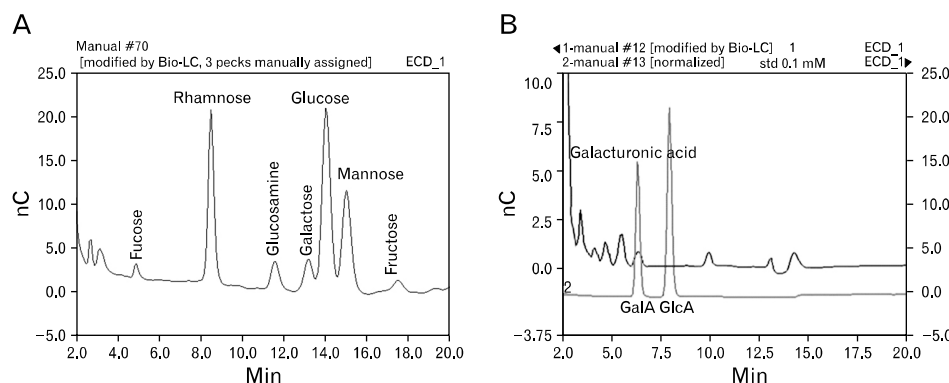 A
Manual #70
[modified by Bio-LC, 3 pecks manually assigned] ECD_1
25.0
20.0
15.0
10.0
5.0
0.0
−5.0
nC
Fucose
Rhamnose
Glucosamine
Galactose
Glucose
Mannose
Fructose
2.0 4.0 6.0 8.0 10.0 12.0 14.0 16.0 18.0 20.0
Min
B
1-manual #12 [modified by Bio-LC] 1 ECD_1
2-manual #13 [normalized] std 0.1 mM ECD_1
10.0
7.5
5.0
2.5
0.0
−3.75
nC
Galacturonic acid
2
GalA GlcA
25.0
20.0
15.0
10.0
5.0
0.0
−5.0
2.0 5.0 7.5 10.0 12.5 15.0 17.5 20.0
Min